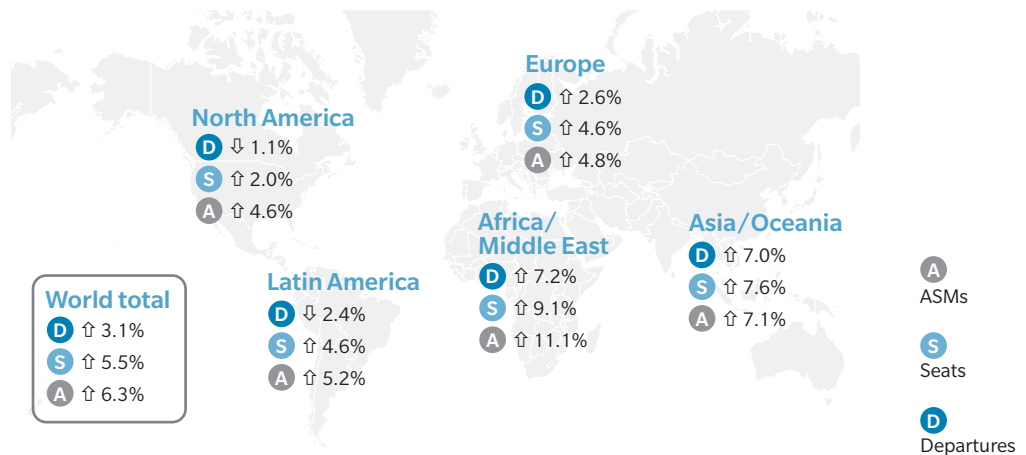 Europe
D ⇧ 2.6%
S ⇧ 4.6%
A ⇧ 4.8%
North America
D ⇩ 1.1%
S ⇧ 2.0%
A ⇧ 4.6%
Africa/
Middle East
D ⇧ 7.2%
S ⇧ 9.1%
A ⇧ 11.1%
Asia/Oceania
D ⇧ 7.0%
S ⇧ 7.6%
A ⇧ 7.1%
Latin America
D ⇩ 2.4%
S ⇧ 4.6%
A ⇧ 5.2%
World total
D ⇧ 3.1%
S ⇧ 5.5%
A ⇧ 6.3%
A
ASMs
S
Seats
D
Departures